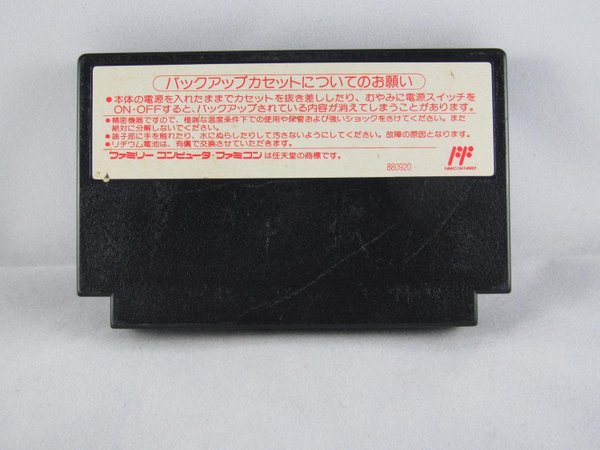 バックアップカセットについてのお願い
●本体の電源を入れたままでカセットを抜き差ししたり、むやみに電源スイッチを
ON・OFFすると、バックアップされている内容が消えてしまうことがあります。
●精密機器ですので、極端な温度条件下での使用や保管および強いショックをさけてください。また
絶対に分解しないでください。
●端子部に手を触れたり、水にぬらしたりして汚さないようにしてください。故障の原因となります。
●リチウム電池は、有償で交換させていただきます。
ファミリーコンピュータ・ファミコンは任天堂の商標です。
880920-
FF
FAMICOM FAMILY